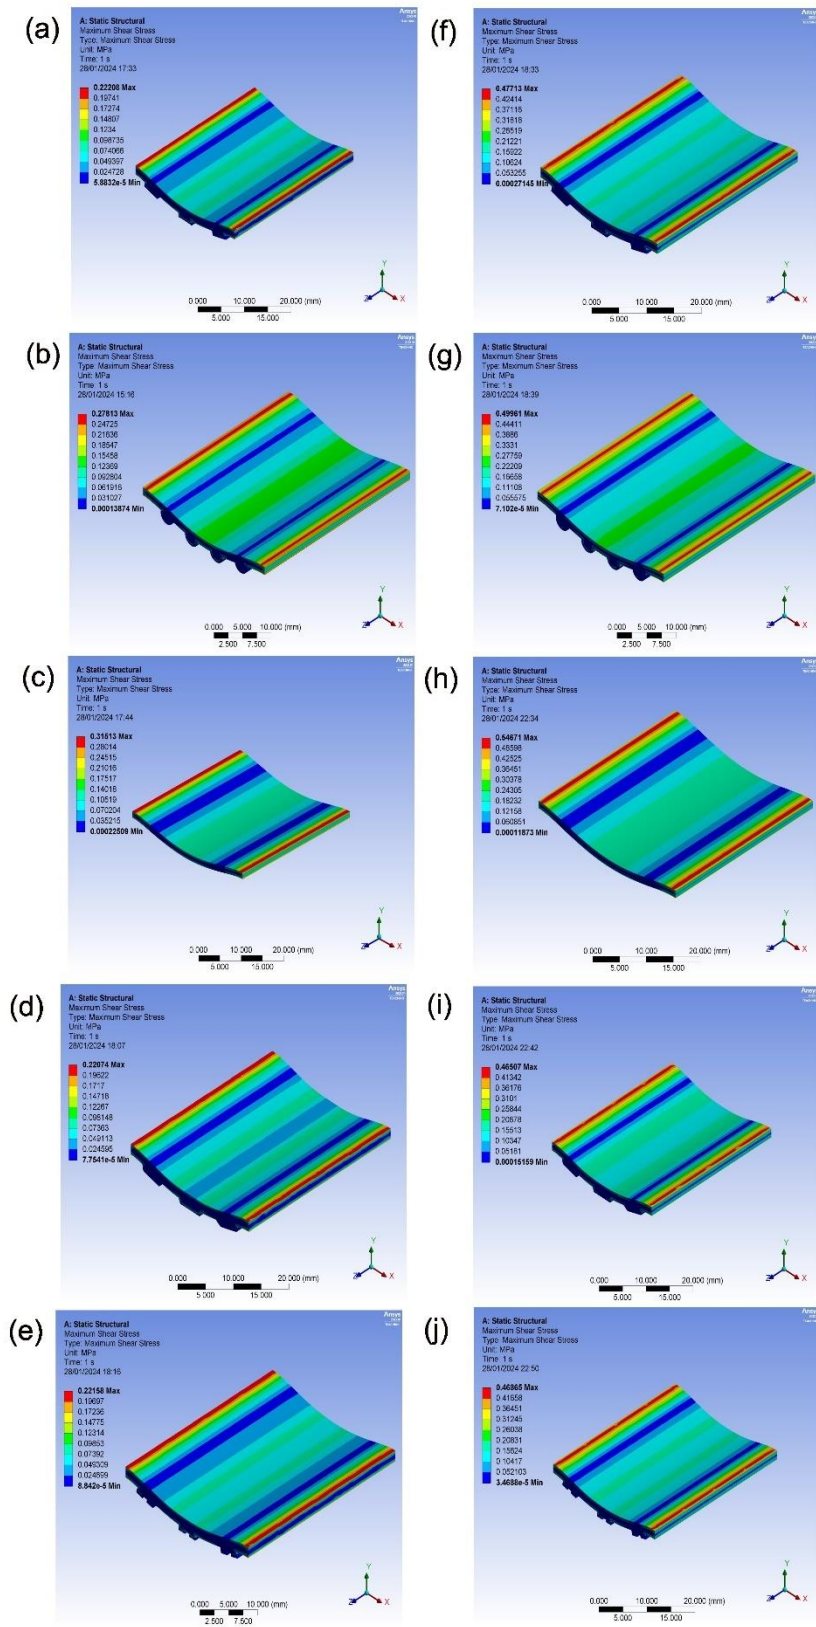 (a)
A: Static Structural
Maximum Shear Stress
Type: Maximum Shear Stress
Unit: MPa
Time: 1 s
28/01/2024 17:33
0.22208 Max
0.19741
0.17274
0.14807
0.1234
0.098735
0.074066
0.049397
0.024728
5.8832e-5 Min
Ansys
Y
Z
X
0.000 10.000 20.000 (mm)
5.000 15.000
(f)
A: Static Structural
Maximum Shear Stress
Type: Maximum Shear Stress
Unit: MPa
Time: 1 s
28/01/2024 18:33
0.47713 Max
0.42414
0.37116
0.31818
0.26519
0.21221
0.15922
0.10624
0.053255
0.00027145 Min
Ansys
Y
Z
X
0.000 10.000 20.000 (mm)
5.000 15.000
(b)
A: Static Structural
Maximum Shear Stress
Type: Maximum Shear Stress
Unit: MPa
Time: 1 s
28/01/2024 15:16
0.27813 Max
0.24725
0.21636
0.18547
0.15458
0.12369
0.092804
0.061916
0.031027
0.00013874 Min
Ansys
Y
Z
X
0.000 5.000 10.000 (mm)
2.500 7.500
(g)
A: Static Structural
Maximum Shear Stress
Type: Maximum Shear Stress
Unit: MPa
Time: 1 s
28/01/2024 18:39
0.49961 Max
0.44411
0.3886
0.3331
0.27759
0.22209
0.16658
0.11108
0.055575
7.102e-5 Min
Ansys
Y
Z
X
0.000 5.000 10.000 (mm)
2.500 7.500
(c)
A: Static Structural
Maximum Shear Stress
Type: Maximum Shear Stress
Unit: MPa
Time: 1 s
28/01/2024 17:44
0.31513 Max
0.28014
0.24515
0.21016
0.17517
0.14018
0.10519
0.070204
0.035215
0.00022509 Min
Ansys
Y
Z
X
0.000 10.000 20.000 (mm)
5.000 15.000
(h)
A: Static Structural
Maximum Shear Stress
Type: Maximum Shear Stress
Unit: MPa
Time: 1 s
28/01/2024 22:34
0.54671 Max
0.48598
0.42525
0.36451
0.30378
0.24305
0.18232
0.12158
0.060851
0.00011873 Min
Ansys
Y
Z
X
0.000 10.000 20.000 (mm)
5.000 15.000
(d)
A: Static Structural
Maximum Shear Stress
Type: Maximum Shear Stress
Unit: MPa
Time: 1 s
28/01/2024 18:07
0.22074 Max
0.19622
0.1717
0.14718
0.12267
0.098148
0.07363
0.049113
0.024595
7.7541e-5 Min
Ansys
Y
Z
X
0.000 10.000 20.000 (mm)
5.000 15.000
(i)
A: Static Structural
Maximum Shear Stress
Type: Maximum Shear Stress
Unit: MPa
Time: 1 s
28/01/2024 22:42
0.46507 Max
0.41342
0.36176
0.3101
0.25844
0.20678
0.15513
0.10347
0.05181
0.00015159 Min
Ansys
Y
Z
X
0.000 10.000 20.000 (mm)
5.000 15.000
(e)
A: Static Structural
Maximum Shear Stress
Type: Maximum Shear Stress
Unit: MPa
Time: 1 s
28/01/2024 18:16
0.22158 Max
0.19697
0.17236
0.14775
0.12314
0.09853
0.07392
0.049309
0.024699
8.842e-5 Min
Ansys
Y
Z
X
0.000 5.000 10.000 (mm)
2.500 7.500
(j)
A: Static Structural
Maximum Shear Stress
Type: Maximum Shear Stress
Unit: MPa
Time: 1 s
28/01/2024 22:50
0.46865 Max
0.41658
0.36451
0.31245
0.26038
0.20831
0.15624
0.10417
0.052103
3.4688e-5 Min
Ansys
Y
Z
X
0.000 10.000 20.000 (mm)
5.000 15.000